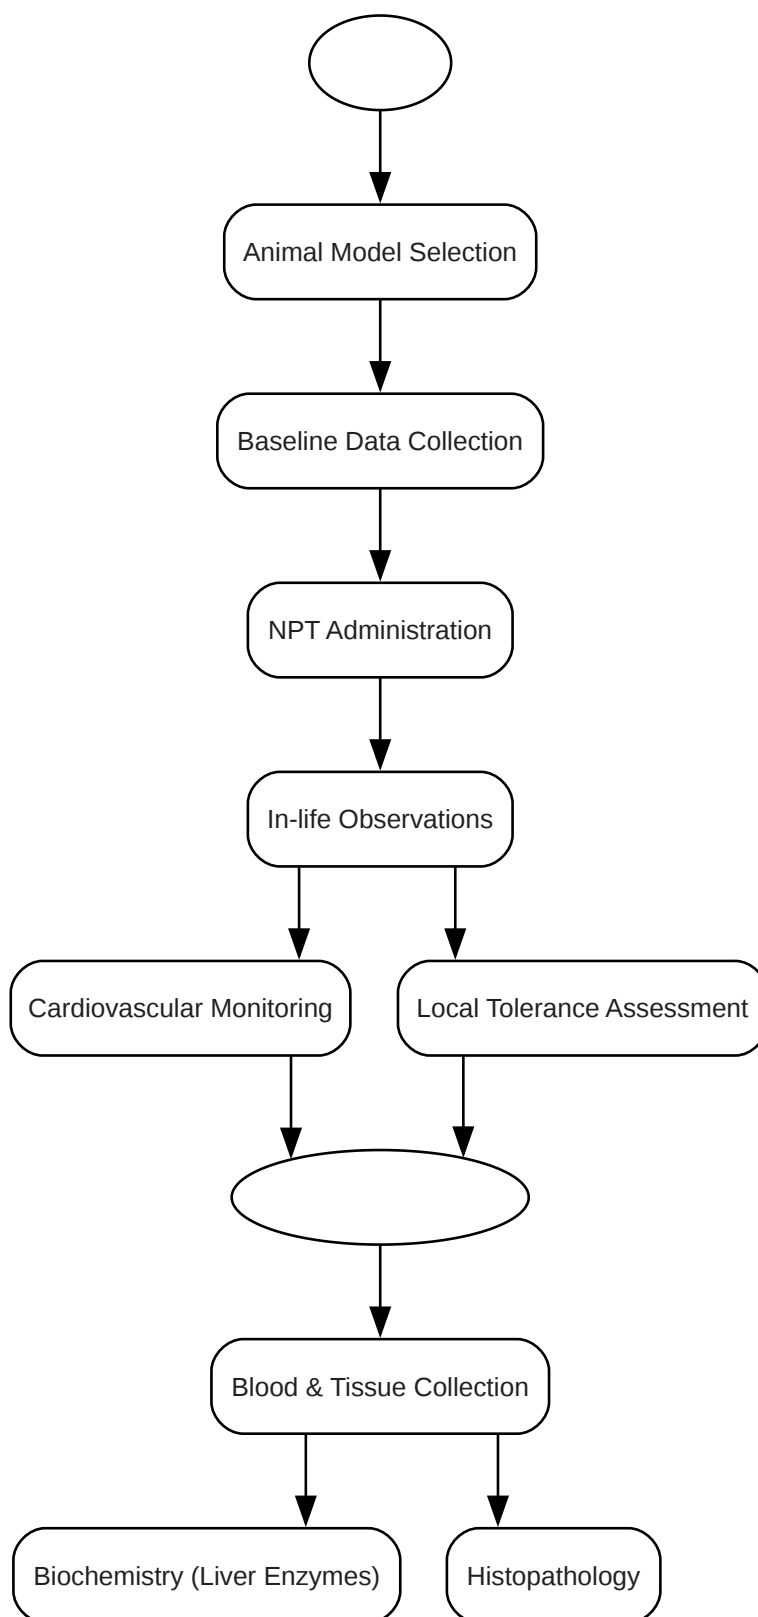 Animal Model Selection
Baseline Data Collection
NPT Administration
In-life Observations
Cardiovascular Monitoring
Local Tolerance Assessment
Blood & Tissue Collection
Biochemistry (Liver Enzymes)
Histopathology